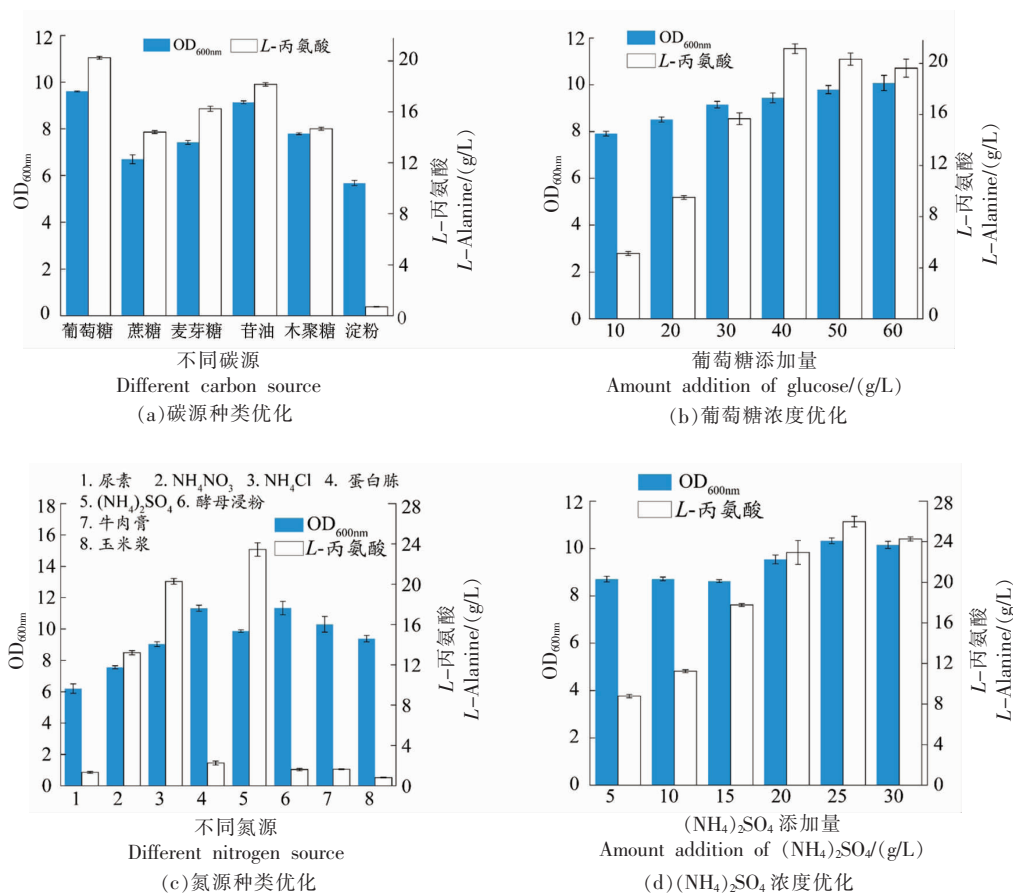 12
10
8
6
4
2
0
OD600nm
OD600nm L-丙氨酸
20
16
12
8
4
0
L-丙氨酸
L-Alanine/(g/L)
葡萄糖 蔗糖 麦芽糖 甘油 木聚糖 淀粉
不同碳源
Different carbon source
(a)碳源种类优化
12
10
8
6
4
2
0
OD600nm
OD600nm
L-丙氨酸
20
16
12
8
4
0
L-丙氨酸
L-Alanine/(g/L)
10 20 30 40 50 60
葡萄糖添加量
Amount addition of glucose/(g/L)
(b)葡萄糖浓度优化
18
16
14
12
10
8
6
4
2
0
OD600nm
1. 尿素 2. NH4NO3 3. NH4Cl 4. 蛋白胨
5. (NH4)2SO4 6. 酵母浸粉
7. 牛肉膏
8. 玉米浆
OD600nm
L-丙氨酸
28
24
20
16
12
8
4
0
L-丙氨酸
L-Alanine/(g/L)
1 2 3 4 5 6 7 8
不同氮源
Different nitrogen source
(c)氮源种类优化
12
10
8
6
4
2
0
OD600nm
OD600nm
L-丙氨酸
28
24
20
16
12
8
4
0
L-丙氨酸
L-Alanine/(g/L)
5 10 15 20 25 30
(NH4)2SO4 添加量
Amount addition of (NH4)2SO4/(g/L)
(d)(NH4)2SO4 浓度优化